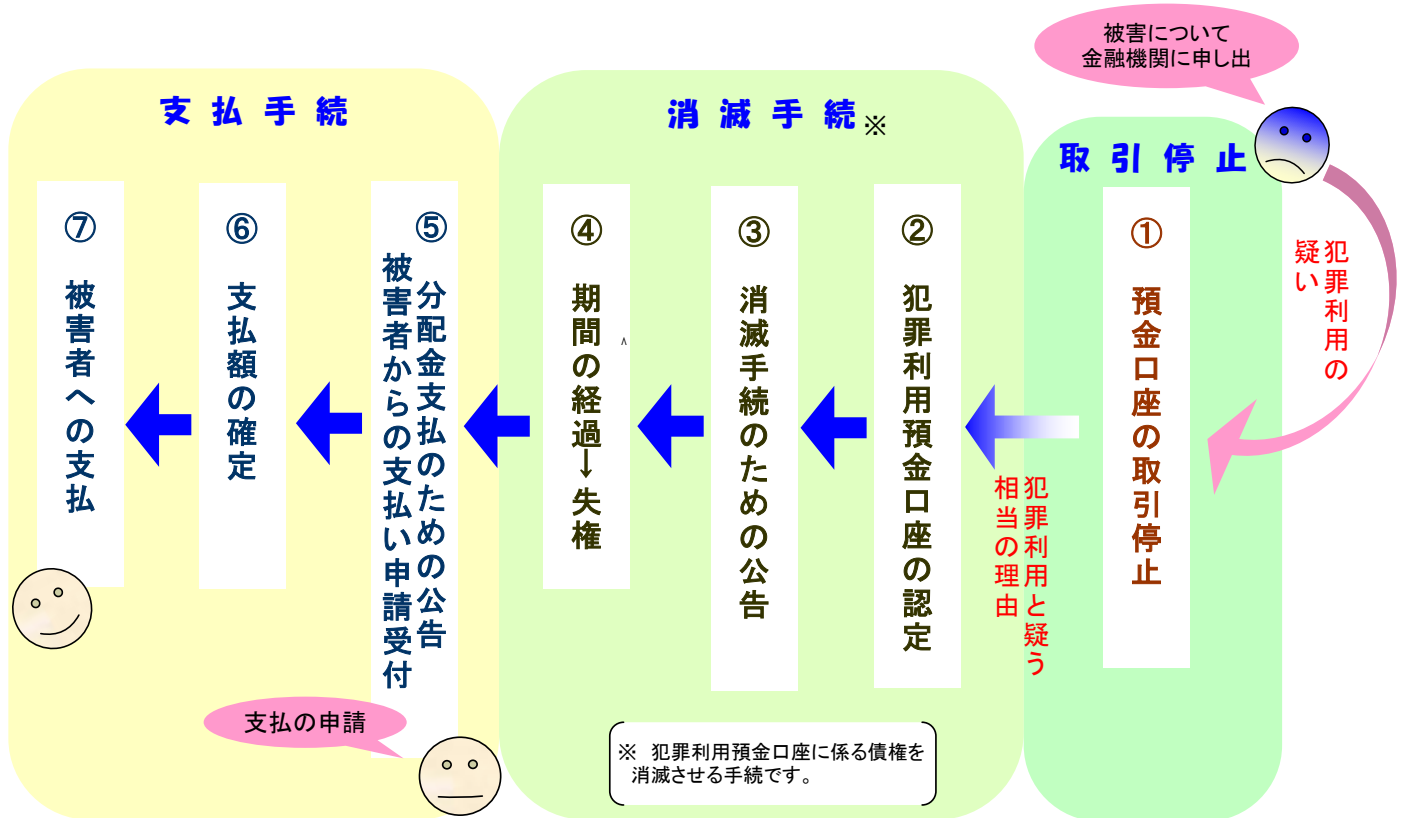 被害について
金融機関に申し出
取引停止
①
預金口座の取引停止
犯罪利用の
疑い
犯罪利用と疑う
相当の理由
消滅手続※
②
犯罪利用預金口座の認定
③
消滅手続のための公告
④
期間の経過→失権
^
※ 犯罪利用預金口座に係る債権を
消滅させる手続です。
支払手続
⑤
分配金支払のための公告
被害者からの支払い申請受付
支払の申請
⑥
支払額の確定
⑦
被害者への支払